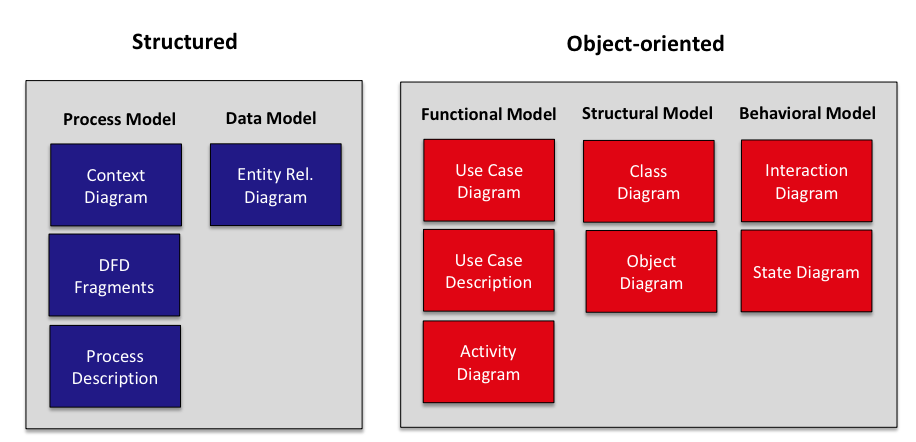 Structured
Object-oriented
Process Model
Data Model
Functional Model
Structural Model
Behavioral Model
Context
Diagram
Entity Rel.
Diagram
Use Case
Diagram
Class
Diagram
Interaction
Diagram
DFD
Fragments
Use Case
Description
Object
Diagram
State Diagram
Process
Description
Activity
Diagram